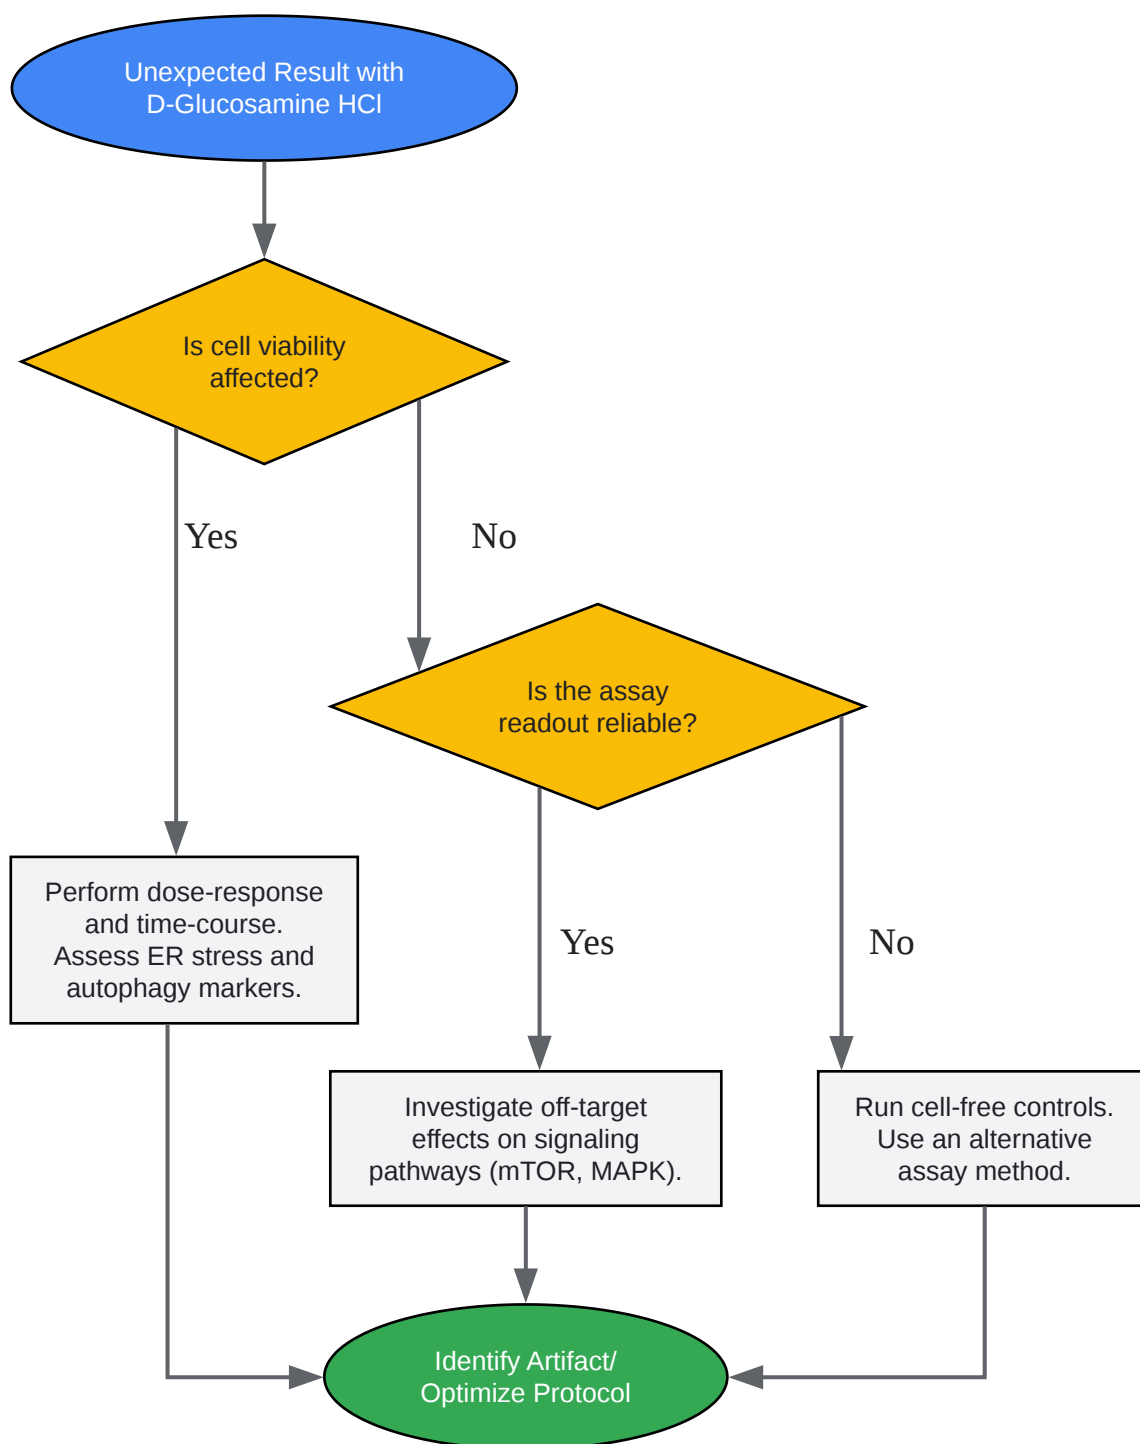 Unexpected Result with
D-Glucosamine HCl
Is cell viability
affected?
Yes
No
Is the assay
readout reliable?
Perform dose-response
and time-course.
Assess ER stress and
autophagy markers.
Yes
No
Investigate off-target
effects on signaling
pathways (mTOR, MAPK).
Run cell-free controls.
Use an alternative
assay method.
Identify Artifact/
Optimize Protocol